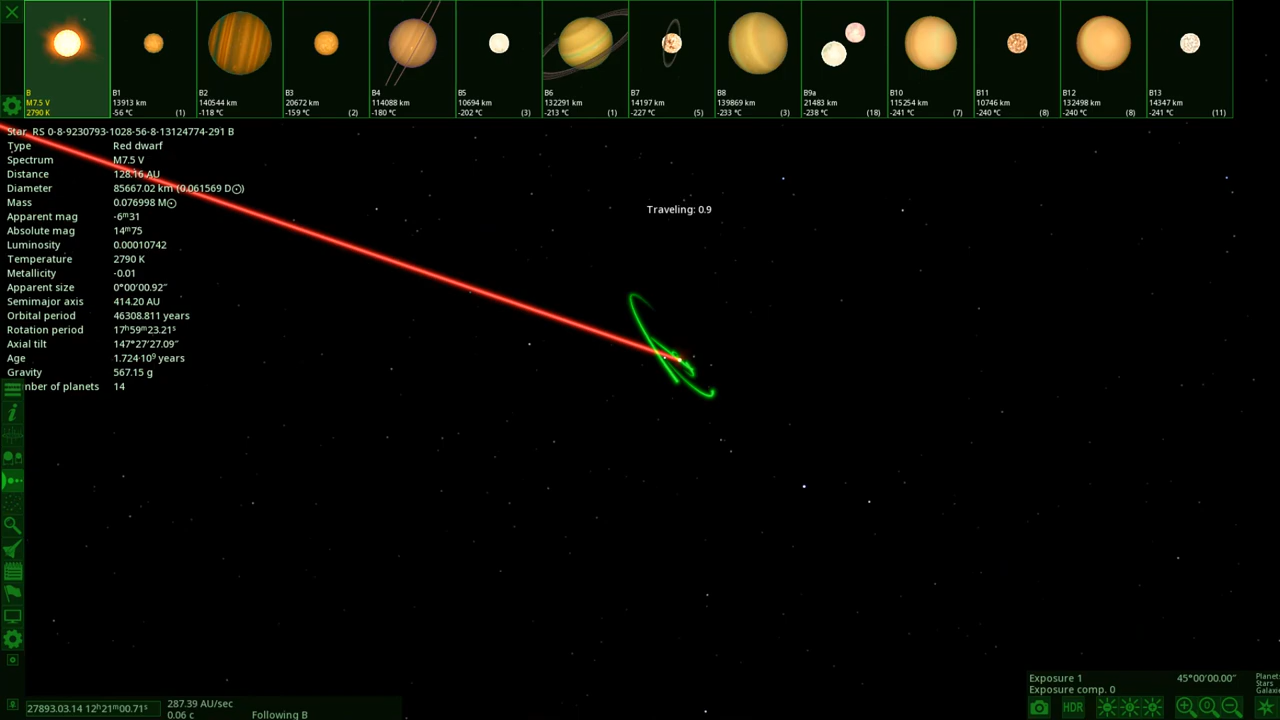 B
M7.5 V
2790 K
B1
13913 km
-56 °C (1)
B2
140544 km
-118 °C
B3
20672 km
-159 °C (2)
B4
114088 km
-180 °C
B5
10694 km
-202 °C (3)
B6
132291 km
-213 °C (1)
B7
14197 km
-227 °C (5)
B8
139869 km
-233 °C (3)
B9a
21483 km
-238 °C (18)
B10
115254 km
-241 °C (7)
B11
10746 km
-240 °C (8)
B12
132498 km
-240 °C (8)
B13
14347 km
-241 °C (11)
Star RS 0-8-9230793-1028-56-8-13124774-291 B
Type Red dwarf
Spectrum M7.5 V
Distance 128.16 AU
Diameter 85667.02 km (0.061569 D☉)
Mass 0.076998 M☉
Apparent mag -6ᵐ31
Absolute mag 14ᵐ75
Luminosity 0.00010742
Temperature 2790 K
Metallicity -0.01
Apparent size 0°00′00.92″
Semimajor axis 414.20 AU
Orbital period 46308.811 years
Rotation period 17ʰ59ᵐ23.21ˢ
Axial tilt 147°27′27.09″
Age 1.724·10⁹ years
Gravity 567.15 g
nber of planets 14
Traveling: 0.9
27893.03.14 12ʰ21ᵐ00.71ˢ
287.39 AU/sec
0.06 c
Following B
Exposure 1 45°00′00.00″
Exposure comp. 0
HDR
Planet
Stars
Galaxi